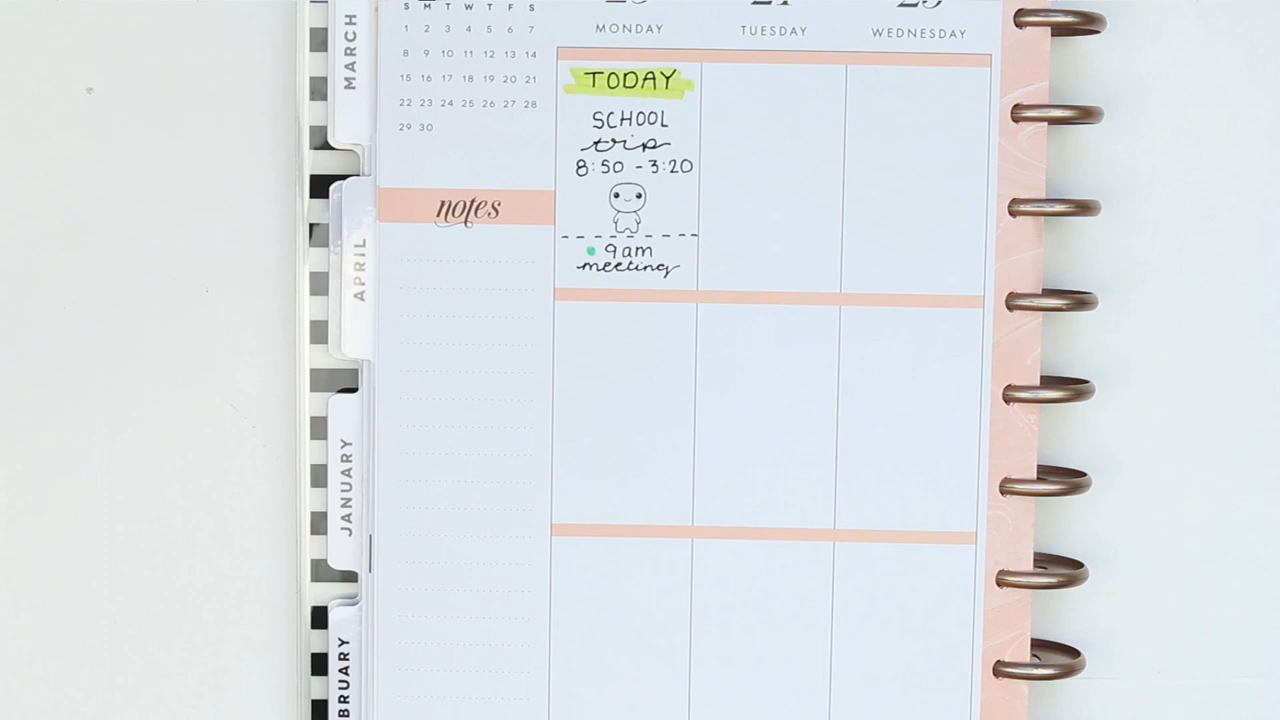 MARCH
S M T W T F S
1 2 3 4 5 6 7
8 9 10 11 12 13 14
15 16 17 18 19 20 21
22 23 24 25 26 27 28
29 30
notes
APRIL
JANUARY
BRUARY
MONDAY
TUESDAY
WEDNESDAY
TODAY
SCHOOL
trip
8:50 - 3:20
9am
meeting